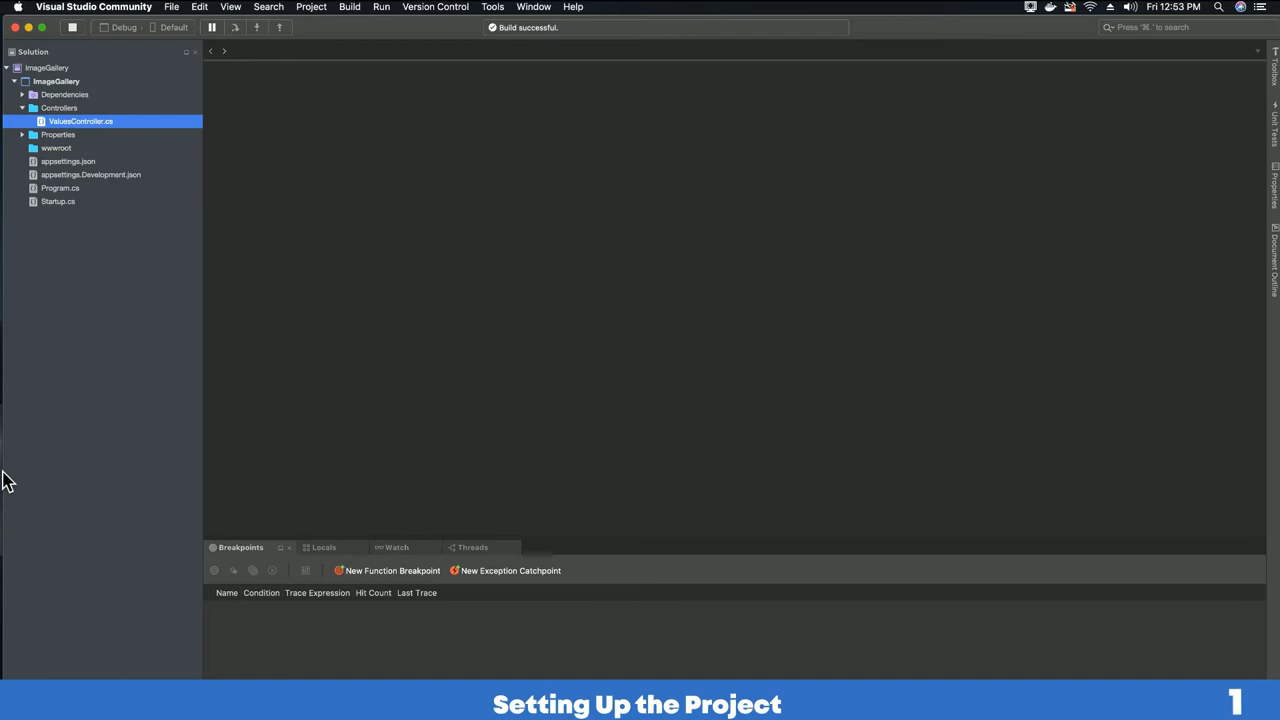 Visual Studio Community File Edit View Search Project Build Run Version Control Tools Window Help Fri 12:53 PM
Debug Default Build successful. Press '⌘.' to search
Solution
ImageGallery
ImageGallery
Dependencies
Controllers
ValuesController.cs
Properties
wwwroot
appsettings.json
appsettings.Development.json
Program.cs
Startup.cs
Toolbox
Unit Tests
Properties
Document Outline
Breakpoints Locals Watch Threads
New Function Breakpoint New Exception Catchpoint
Name Condition Trace Expression Hit Count Last Trace
Setting Up the Project 1